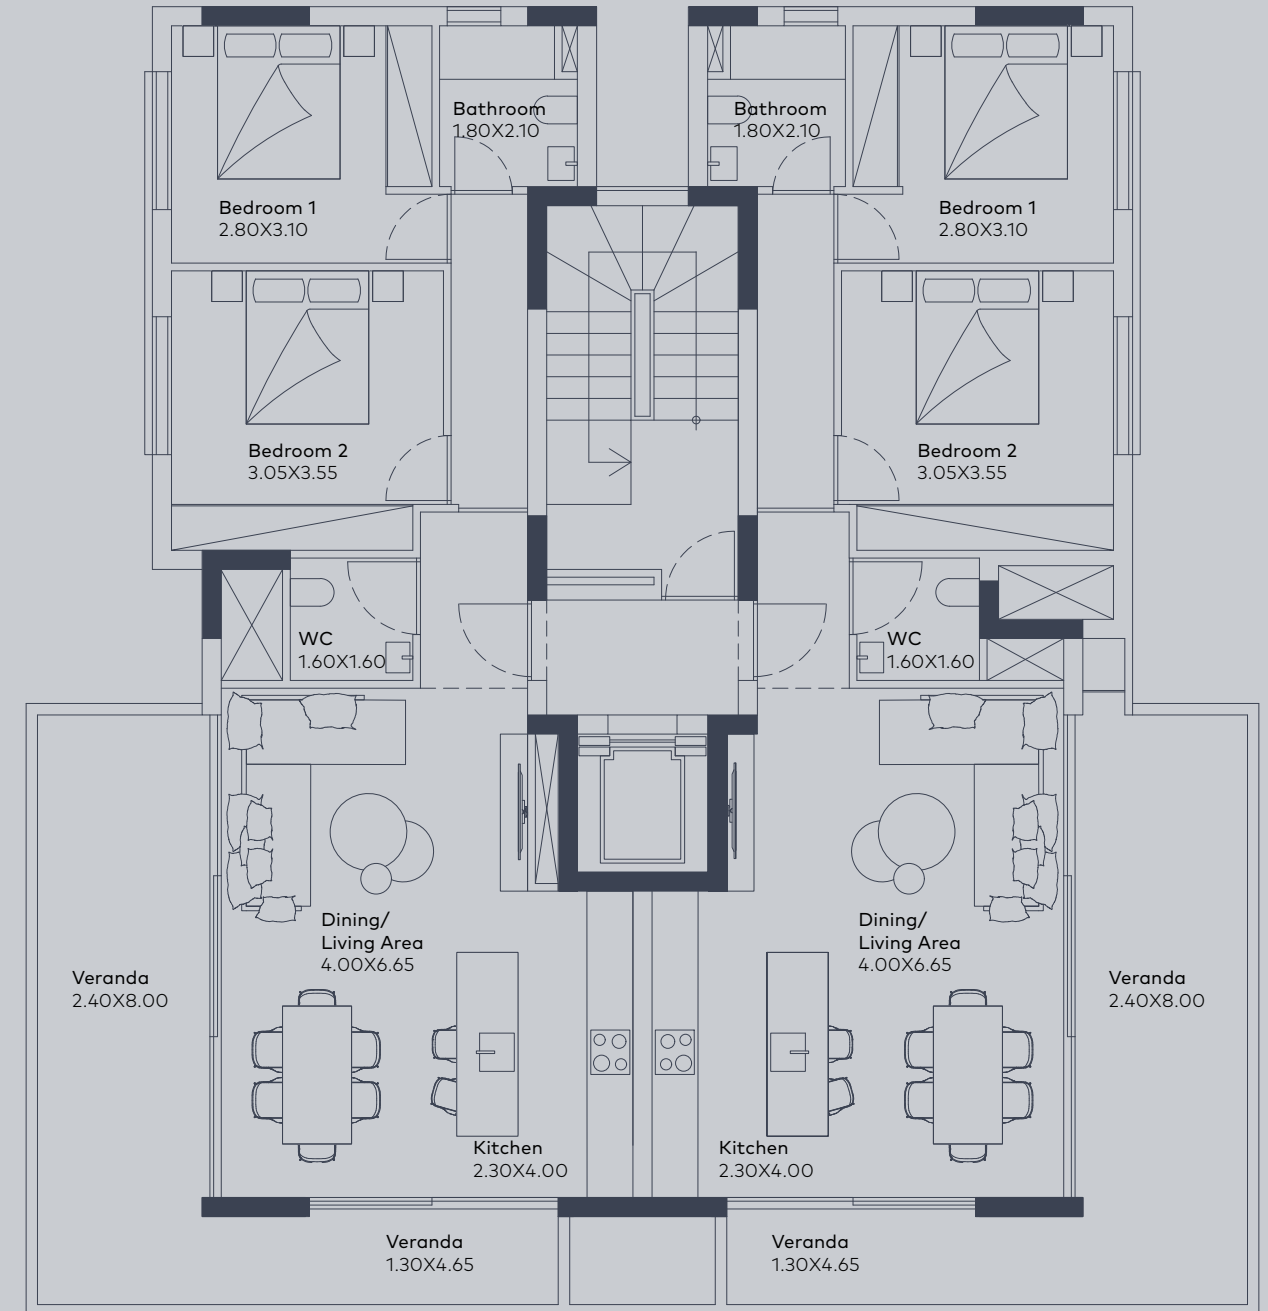 Bathroom
1.80X2.10
Bathroom
1.80X2.10
Bedroom 1
2.80X3.10
Bedroom 1
2.80X3.10
Bedroom 2
3.05X3.55
Bedroom 2
3.05X3.55
WC
1.60X1.60
WC
1.60X1.60
Dining/
Living Area
4.00X6.65
Dining/
Living Area
4.00X6.65
Veranda
2.40X8.00
Veranda
2.40X8.00
Kitchen
2.30X4.00
Kitchen
2.30X4.00
Veranda
1.30X4.65
Veranda
1.30X4.65